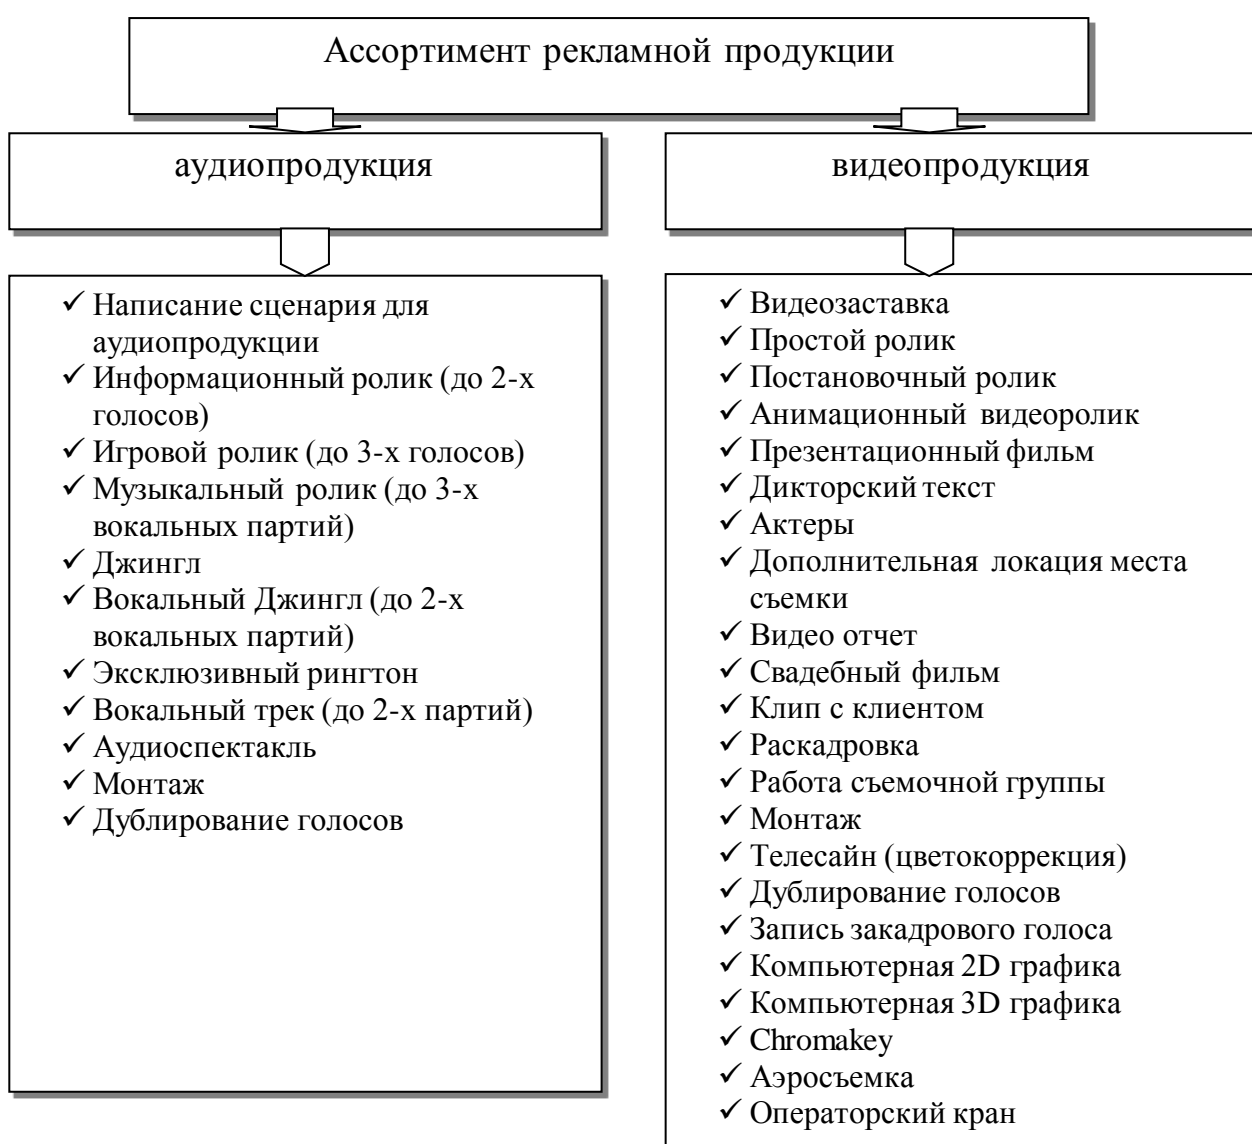 Ассортимент рекламной продукции
аудиопродукция
✓ Написание сценария для
аудиопродукции
✓ Информационный ролик (до 2-х
голосов)
✓ Игровой ролик (до 3-х голосов)
✓ Музыкальный ролик (до 3-х
вокальных партий)
✓ Джингл
✓ Вокальный Джингл (до 2-х
вокальных партий)
✓ Эксклюзивный рингтон
✓ Вокальный трек (до 2-х партий)
✓ Аудиоспектакль
✓ Монтаж
✓ Дублирование голосов
видеопродукция
✓ Видеозаставка
✓ Простой ролик
✓ Постановочный ролик
✓ Анимационный видеоролик
✓ Презентационный фильм
✓ Дикторский текст
✓ Актеры
✓ Дополнительная локация места
съемки
✓ Видео отчет
✓ Свадебный фильм
✓ Клип с клиентом
✓ Раскадровка
✓ Работа съемочной группы
✓ Монтаж
✓ Телесайн (цветокоррекция)
✓ Дублирование голосов
✓ Запись закадрового голоса
✓ Компьютерная 2D графика
✓ Компьютерная 3D графика
✓ Chromakey
✓ Аэросъемка
✓ Операторский кран